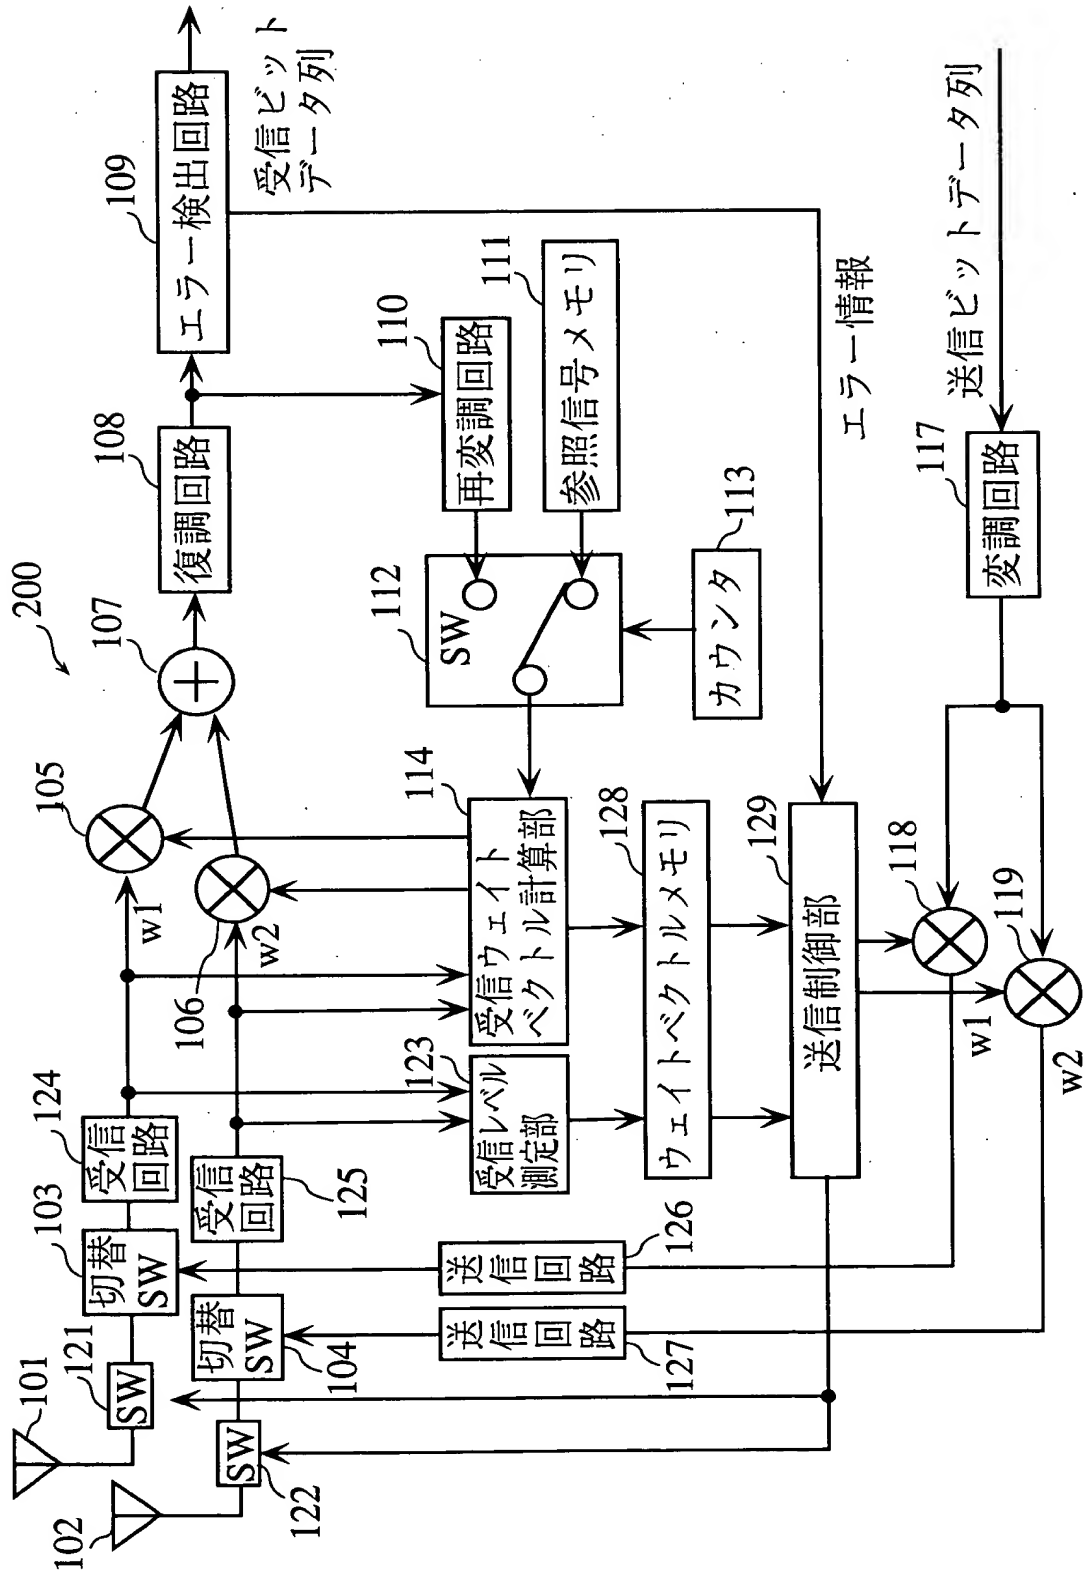 200
101
102
SW
121
SW
122
切替
SW
103
切替
SW
104
受信
回路
124
受信
回路
125
w1
105
w2
106
107
復調回路
108
エラー検出回路
109
受信ビット
データ列
再変調回路
110
参照信号メモリ
111
SW
112
カウンタ
113
受信ウェイト
ベクトル計算部
114
受信レベル
測定部
123
ウェイトベクトルメモリ
128
送信制御部
129
エラー情報
送信回路
126
送信回路
127
変調回路
117
送信ビットデータ列
118
w1
119
w2